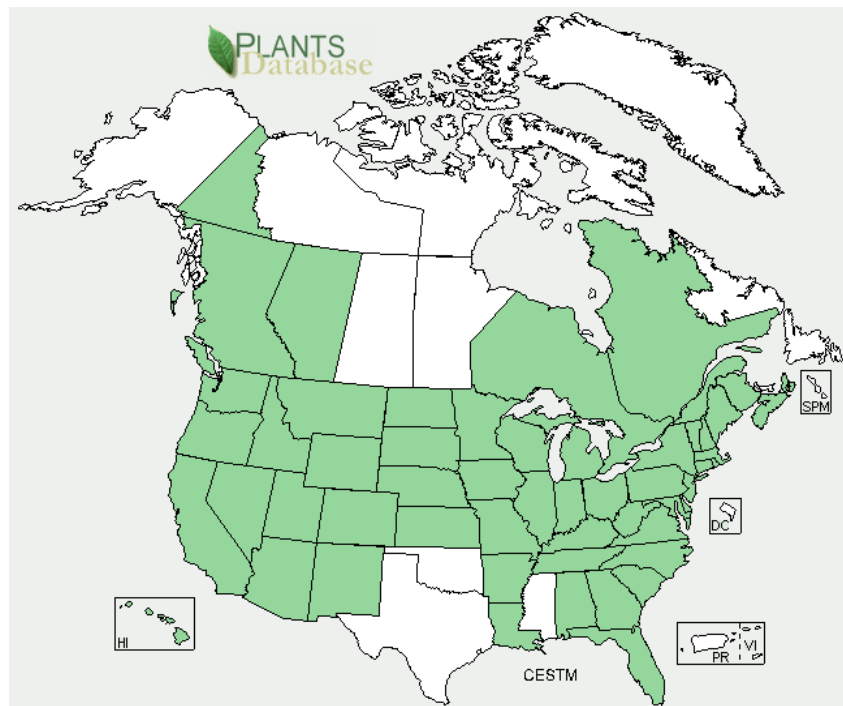 PLANTS
Database
SPM
DC
HI
PR
VI
CESTM